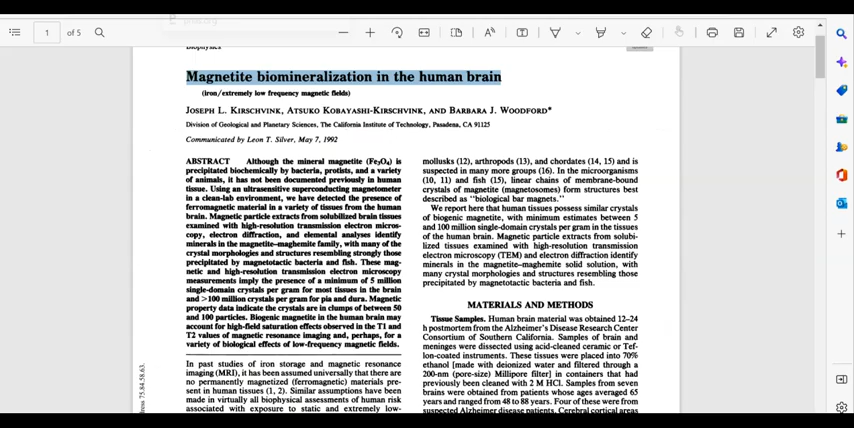 1
of 5
Biophysics
Magnetite biomineralization in the human brain
(iron/extremely low frequency magnetic fields)
JOSEPH L. KIRSCHVINK, ATSUKO KOBAYASHI-KIRSCHVINK, AND BARBARA J. WOODFORD*
Division of Geological and Planetary Sciences, The California Institute of Technology, Pasadena, CA 91125
Communicated by Leon T. Silver, May 7, 1992
ABSTRACT Although the mineral magnetite (Fe3O4) is
precipitated biochemically by bacteria, protists, and a variety
of animals, it has not been documented previously in human
tissue. Using an ultrasensitive superconducting magnetometer
in a clean-lab environment, we have detected the presence of
ferromagnetic material in a variety of tissues from the human
brain. Magnetic particle extracts from solubilized brain tissues
examined with high-resolution transmission electron micros-
copy, electron diffraction, and elemental analyses identify
minerals in the magnetite-maghemite family, with many of the
crystal morphologies and structures resembling strongly those
precipitated by magnetotactic bacteria and fish. These mag-
netic and high-resolution transmission electron microscopy
measurements imply the presence of a minimum of 5 million
single-domain crystals per gram for most tissues in the brain
and >100 million crystals per gram for pia and dura. Magnetic
property data indicate the crystals are in clumps of between 50
and 100 particles. Biogenic magnetite in the human brain may
account for high-field saturation effects observed in the T1 and
T2 values of magnetic resonance imaging and, perhaps, for a
variety of biological effects of low-frequency magnetic fields.
In past studies of iron storage and magnetic resonance
imaging (MRI), it has been assumed universally that there are
no permanently magnetized (ferromagnetic) materials pre-
sent in human tissues (1, 2). Similar assumptions have been
made in virtually all biophysical assessments of human risk
associated with exposure to static and extremely low-
mollusks (12), arthropods (13), and chordates (14, 15) and is
suspected in many more groups (16). In the microorganisms
(10, 11) and fish (15), linear chains of membrane-bound
crystals of magnetite (magnetosomes) form structures best
described as "biological bar magnets."
We report here that human tissues possess similar crystals
of biogenic magnetite, with minimum estimates between 5
and 100 million single-domain crystals per gram in the tissues
of the human brain. Magnetic particle extracts from solubi-
lized tissues examined with high-resolution transmission
electron microscopy (TEM) and electron diffraction identify
minerals in the magnetite-maghemite solid solution, with
many crystal morphologies and structures resembling those
precipitated by magnetotactic bacteria and fish.
MATERIALS AND METHODS
Tissue Samples. Human brain material was obtained 12–24
h postmortem from the Alzheimer's Disease Research Center
Consortium of Southern California. Samples of brain and
meninges were dissected using acid-cleaned ceramic or Tef-
lon-coated instruments. These tissues were placed into 70%
ethanol [made with deionized water and filtered through a
200-nm (pore-size) Millipore filter] in containers that had
previously been cleaned with 2 M HCl. Samples from seven
brains were obtained from patients whose ages averaged 65
years and ranged from 48 to 88 years. Four of these were from
suspected Alzheimer disease patients. Cerebral cortical areas
dress 75.84.58.63.